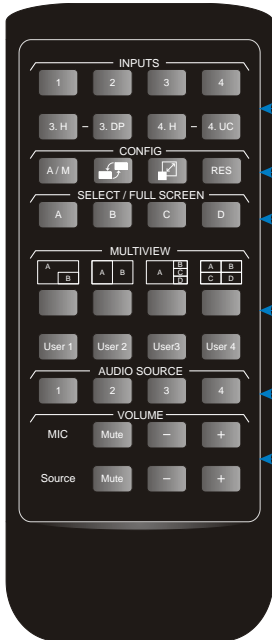 INPUTS
1 2 3 4
3. H – 3. DP 4. H – 4. UC
CONFIG
A / M RES
SELECT / FULL SCREEN
A B C D
MULTIVIEW
A B A B A B C D A B C D
User 1 User 2 User3 User 4
AUDIO SOURCE
1 2 3 4
VOLUME
MIC Mute – +
Source Mute – +